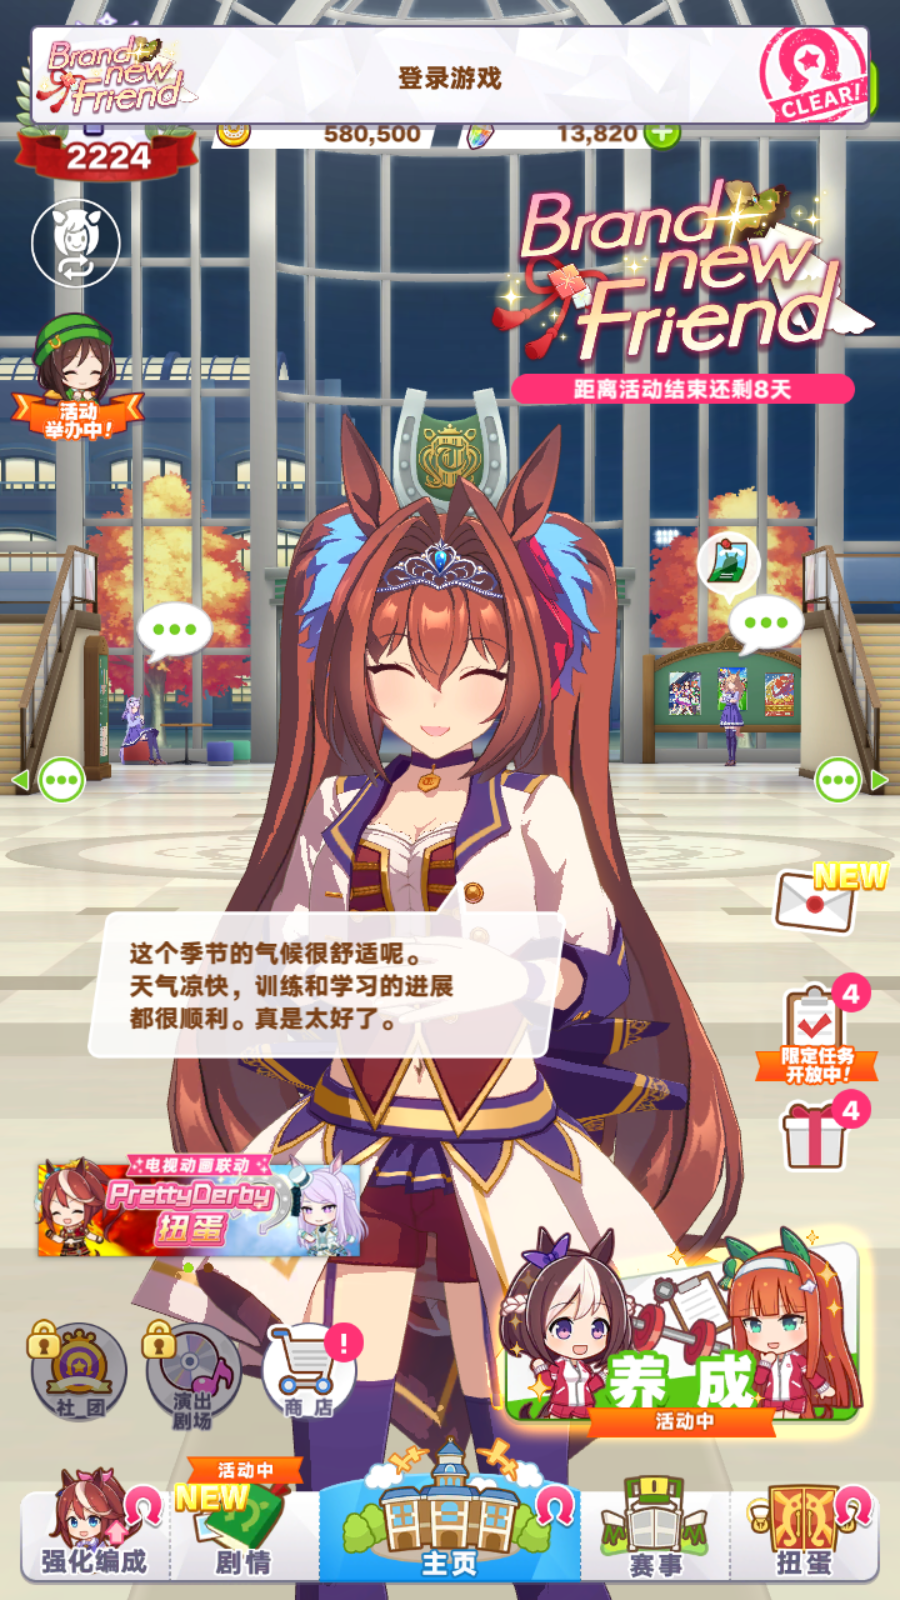 Brand
new
Friend
登录游戏
CLEAR!
2224
580,500
13,820
Brand
new
Friend
距离活动结束还剩8天
活动
举办中!
NEW
这个季节的气候很舒适呢。
天气凉快，训练和学习的进展
都很顺利。真是太好了。
4
限定任务
开放中!
4
电视动画联动
PrettyDerby
扭蛋
养成
活动中
社团
演出
剧场
商店
活动中
NEW
强化编成
剧情
主页
赛事
扭蛋